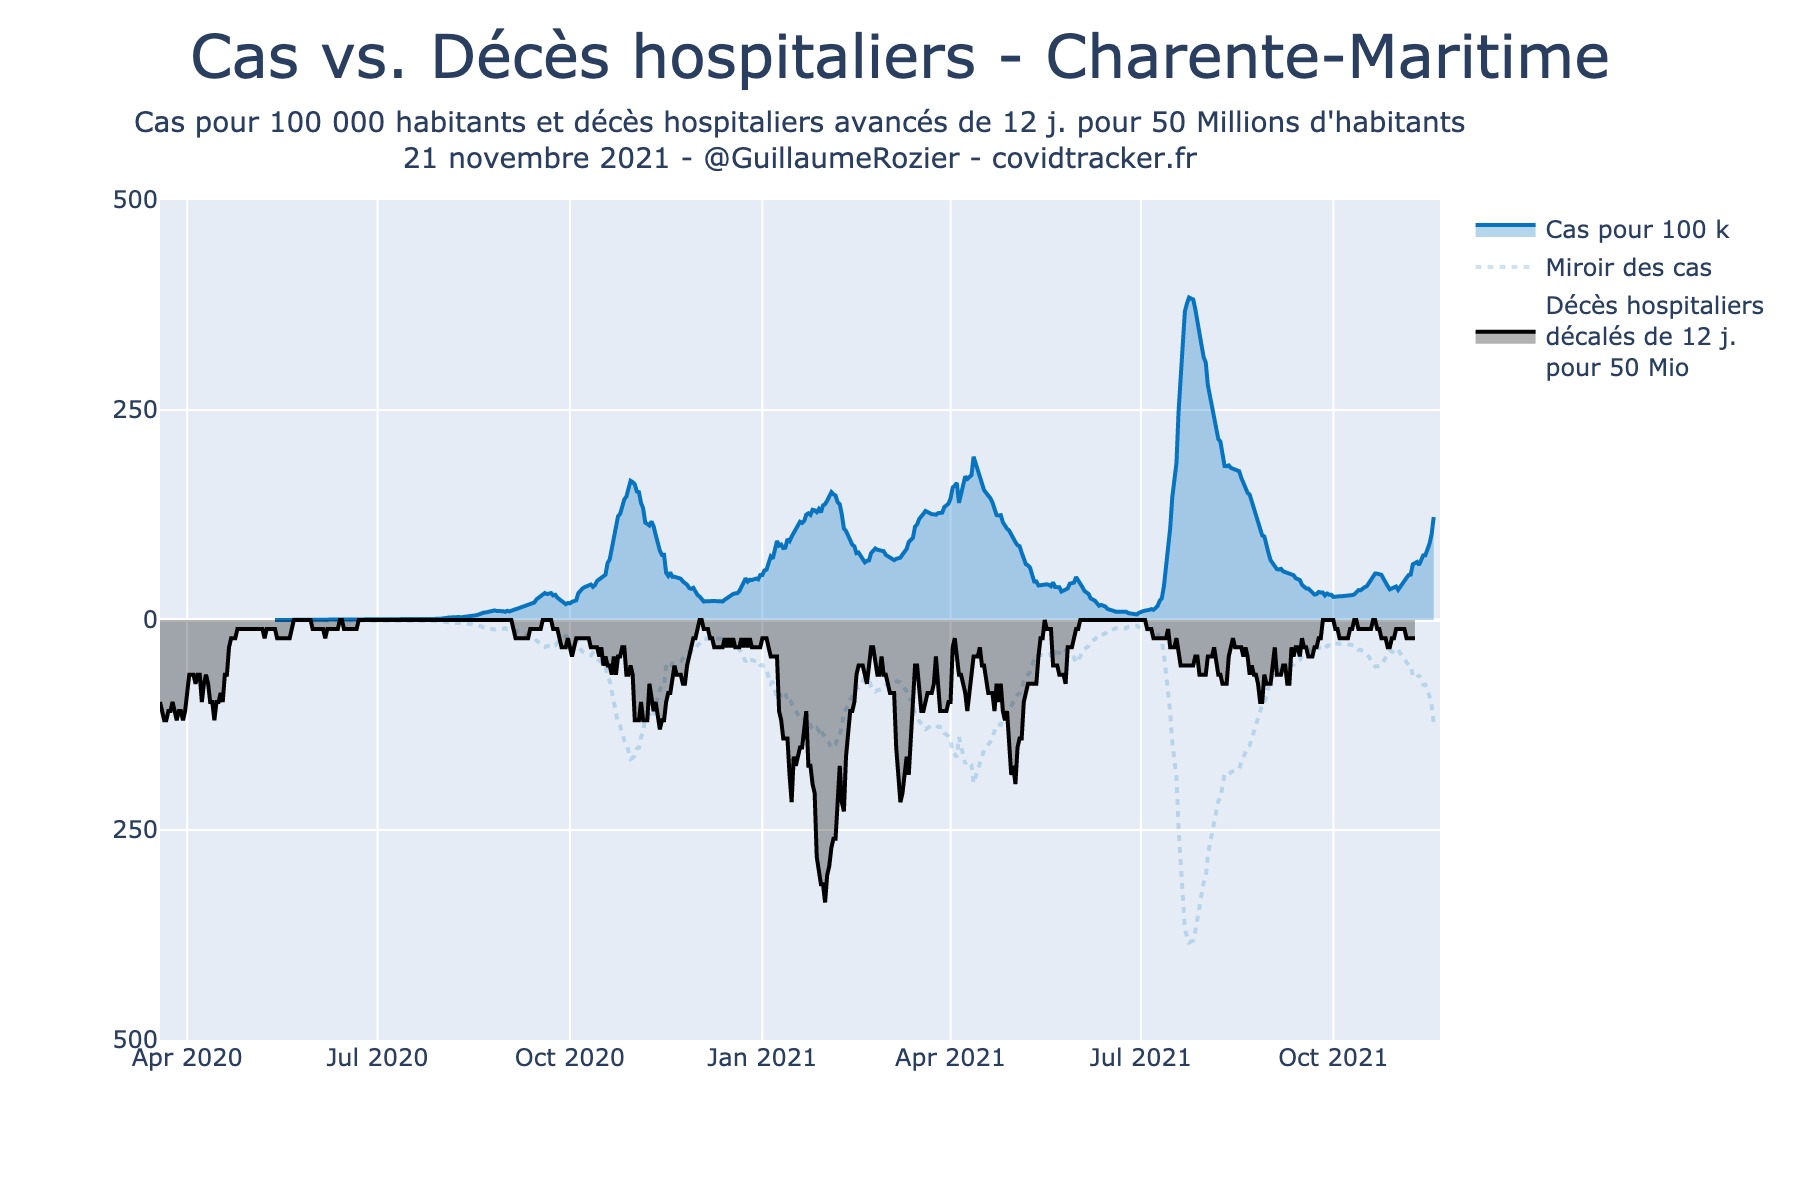 Cas vs. Décès hospitaliers - Charente-Maritime
Cas pour 100 000 habitants et décès hospitaliers avancés de 12 j. pour 50 Millions d'habitants
21 novembre 2021 - @GuillaumeRozier - covidtracker.fr
500
250
0
250
500
Apr 2020
Jul 2020
Oct 2020
Jan 2021
Apr 2021
Jul 2021
Oct 2021
Cas pour 100 k
Miroir des cas
Décès hospitaliers
décalés de 12 j.
pour 50 Mio